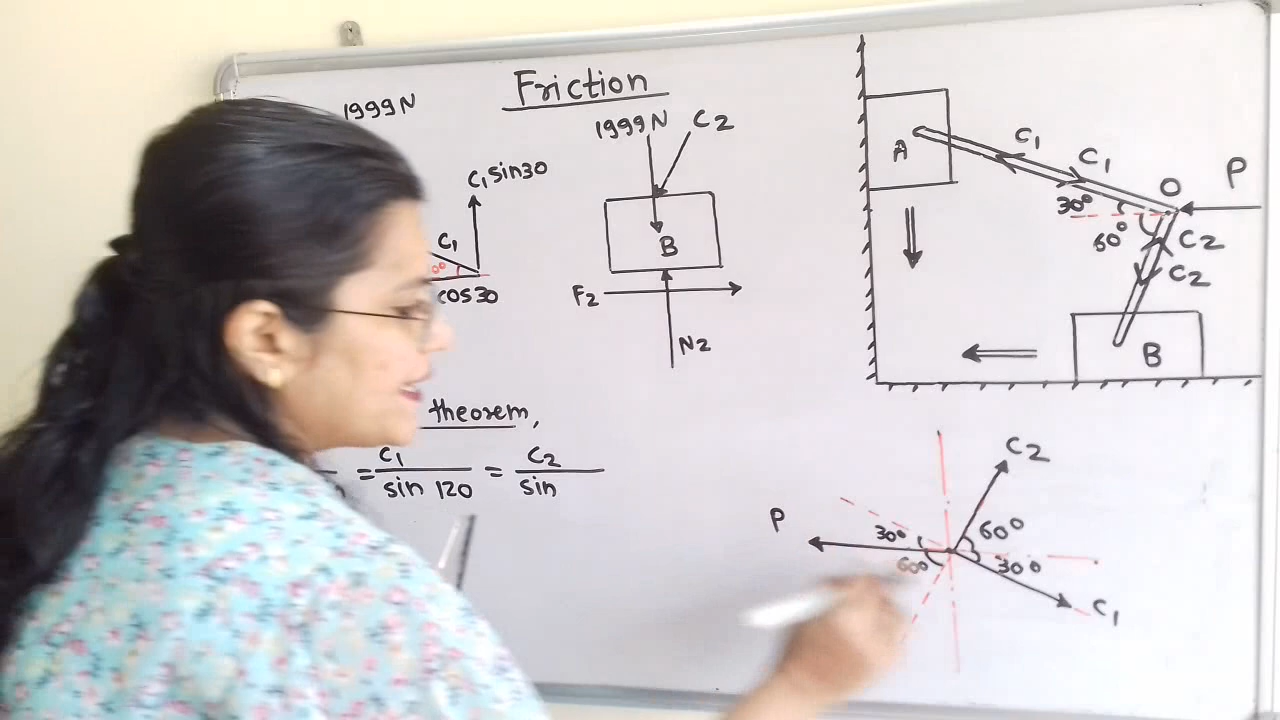 Friction
1999N
1999N C2
C1 sin30
C1
cos30
B
F2
N2
A
C1
C1
30°
60°
O
P
C2
C2
B
theorem,
= C1 / sin 120 = C2 / sin
P
C2
30°
60°
60°
30°
C1